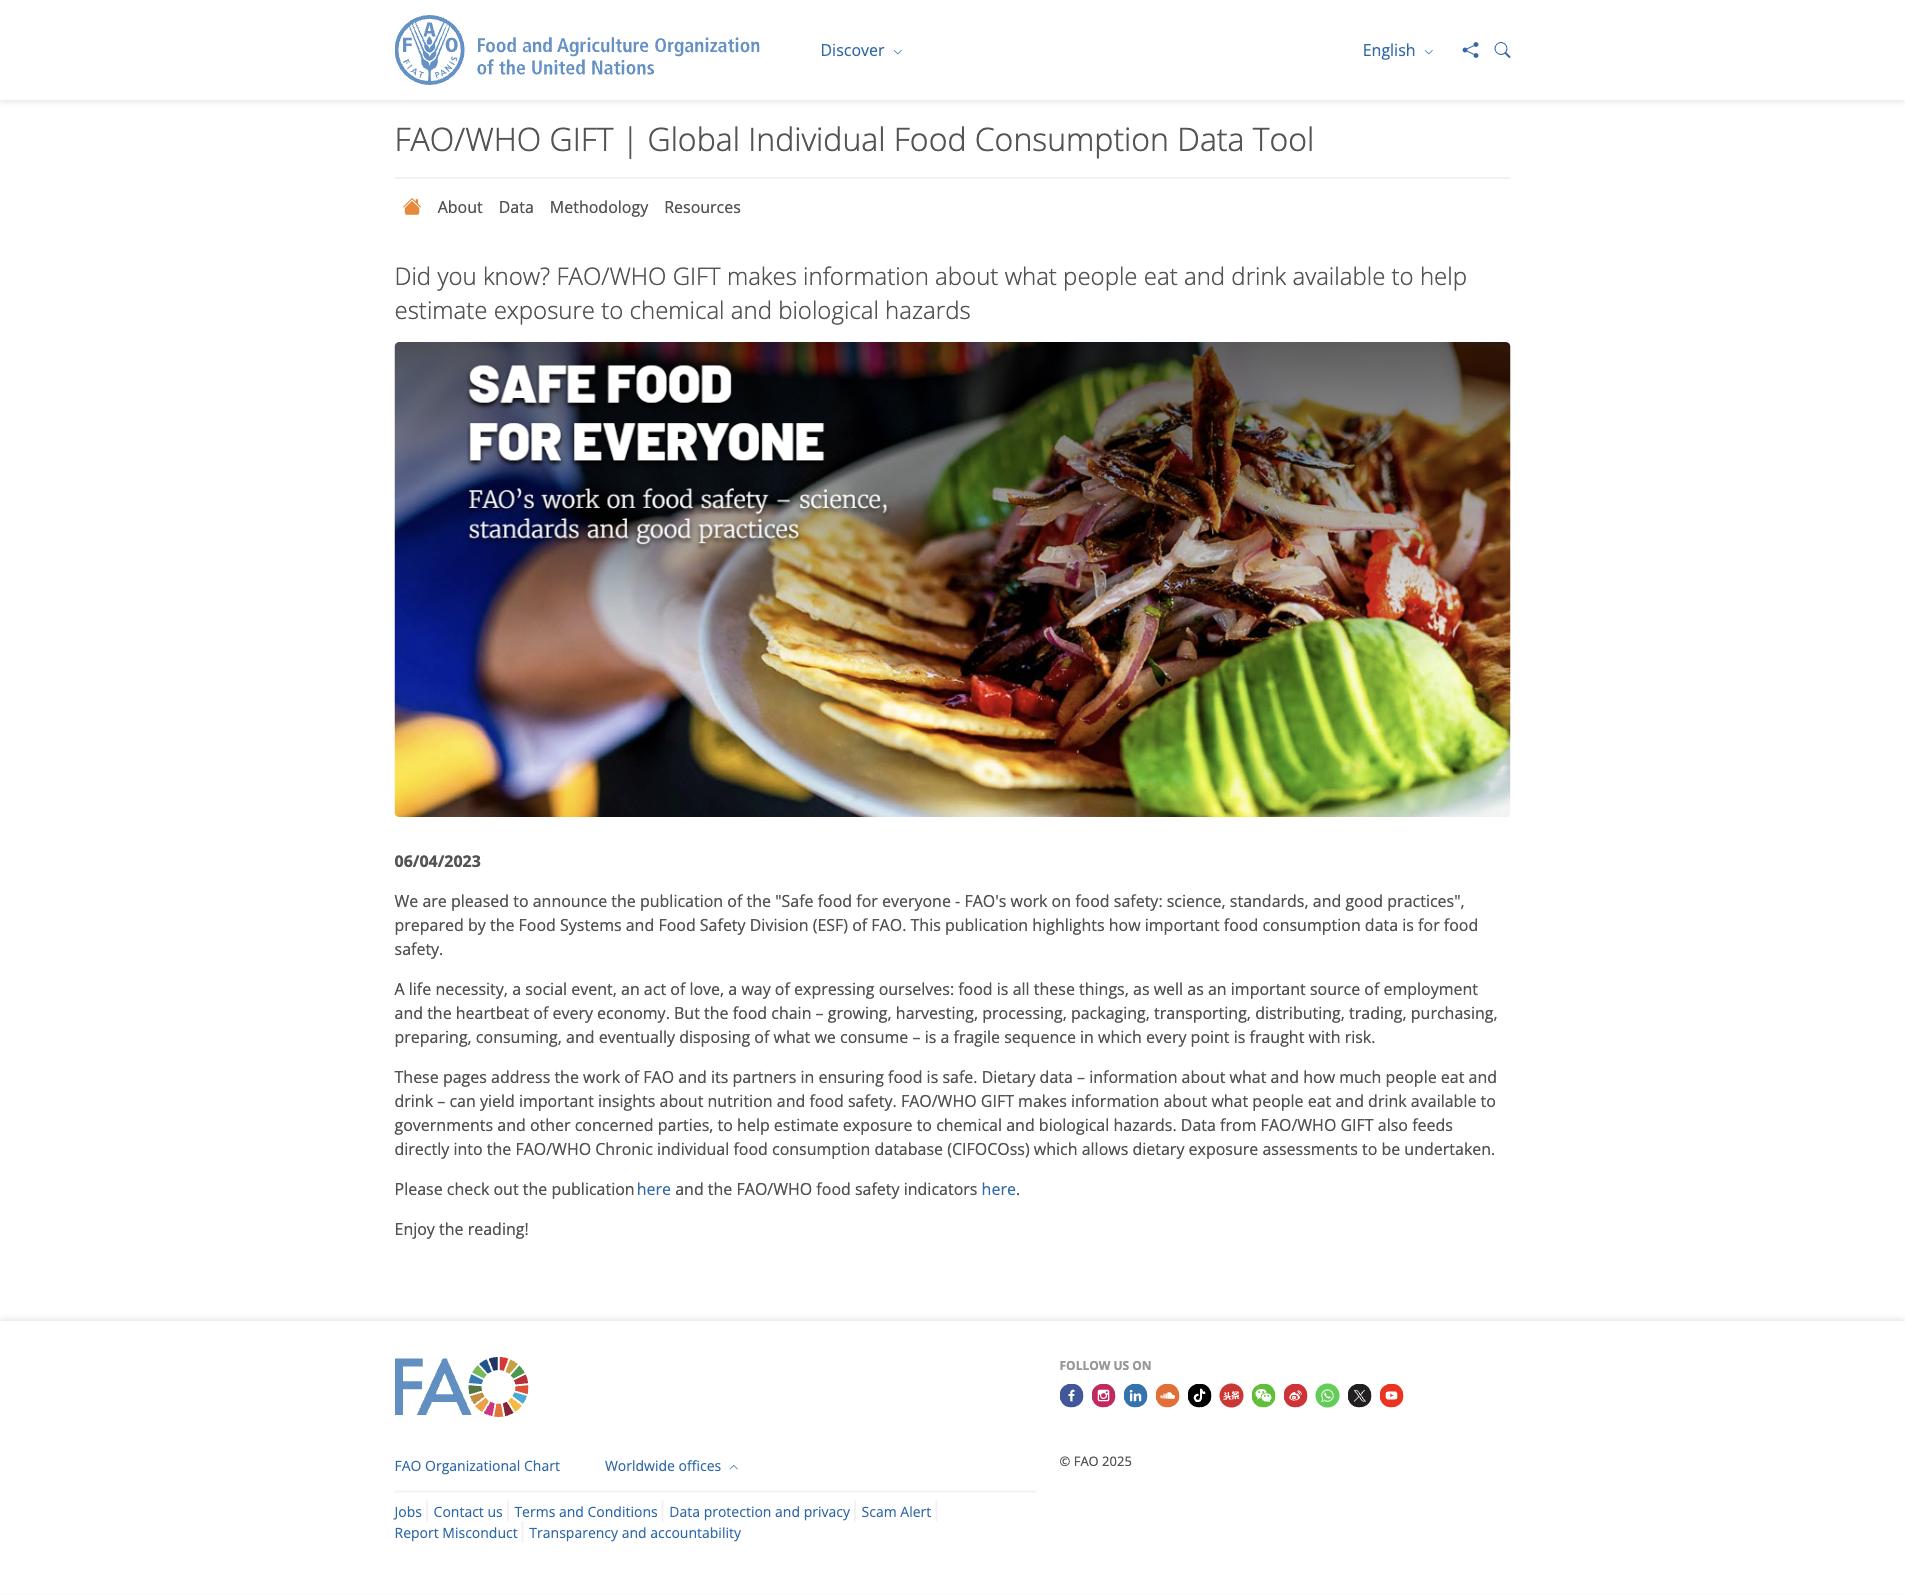 FAO
FIAT PANIS
Food and Agriculture Organization
of the United Nations
Discover
English
FAO/WHO GIFT | Global Individual Food Consumption Data Tool
About
Data
Methodology
Resources
Did you know? FAO/WHO GIFT makes information about what people eat and drink available to help
estimate exposure to chemical and biological hazards
SAFE FOOD
FOR EVERYONE
FAO’s work on food safety – science,
standards and good practices
06/04/2023
We are pleased to announce the publication of the "Safe food for everyone - FAO's work on food safety: science, standards, and good practices",
prepared by the Food Systems and Food Safety Division (ESF) of FAO. This publication highlights how important food consumption data is for food
safety.
A life necessity, a social event, an act of love, a way of expressing ourselves: food is all these things, as well as an important source of employment
and the heartbeat of every economy. But the food chain – growing, harvesting, processing, packaging, transporting, distributing, trading, purchasing,
preparing, consuming, and eventually disposing of what we consume – is a fragile sequence in which every point is fraught with risk.
These pages address the work of FAO and its partners in ensuring food is safe. Dietary data – information about what and how much people eat and
drink – can yield important insights about nutrition and food safety. FAO/WHO GIFT makes information about what people eat and drink available to
governments and other concerned parties, to help estimate exposure to chemical and biological hazards. Data from FAO/WHO GIFT also feeds
directly into the FAO/WHO Chronic individual food consumption database (CIFOCOss) which allows dietary exposure assessments to be undertaken.
Please check out the publication here and the FAO/WHO food safety indicators here.
Enjoy the reading!
FAO
FOLLOW US ON
头条
FAO Organizational Chart
Worldwide offices
© FAO 2025
Jobs
Contact us
Terms and Conditions
Data protection and privacy
Scam Alert
Report Misconduct
Transparency and accountability